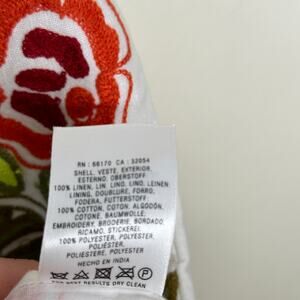 RN : 66170 CA : 32054
SHELL, VESTE, EXTERIOR,
ESTERNO, OBERSTOFF:
100% LINEN, LIN, LINO, LINO, LEINEN
LINING, DOUBLURE, FORRO,
FODERA, FUTTERSTOFF:
100% COTTON, COTON, ALGODÓN,
COTONE, BAUMWOLLE;
EMBROIDERY, BRODERIE, BORDADO,
RICAMO, STICKEREI:
100% POLYESTER, POLYESTER,
POLIÉSTER,
POLIESTERE, POLYESTER
HECHO EN INDIA
RESULTS DRY CLEAN